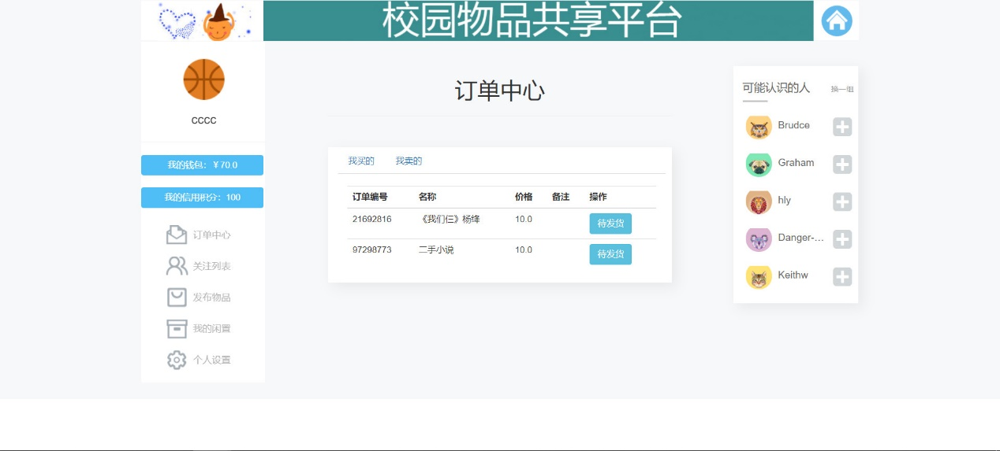 校园物品共享平台
CCCC
我的钱包：￥70.0
我的信用积分：100
订单中心
关注列表
发布物品
我的闲置
个人设置
订单中心
我买的 我卖的
订单编号 名称 价格 备注 操作
21692816 《我们仨》杨绛 10.0 待发货
97298773 二手小说 10.0 待发货
可能认识的人 换一组
Brudce
Graham
hly
Danger-...
Keithw